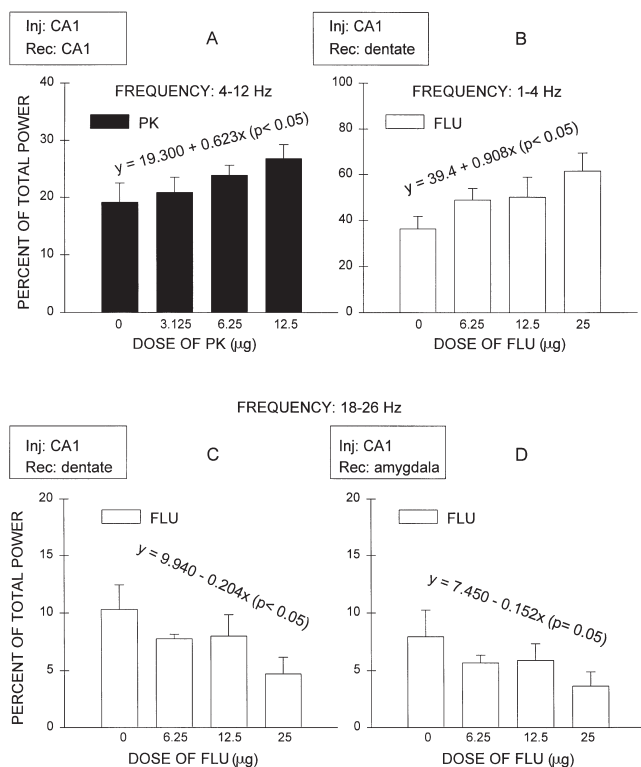 Inj: CA1
Rec: CA1
A
Inj: CA1
Rec: dentate
B
FREQUENCY: 4-12 Hz
PK
y = 19.300 + 0.623x (p< 0.05)
PERCENT OF TOTAL POWER
40
30
20
10
0
0 3.125 6.25 12.5
DOSE OF PK (µg)
FREQUENCY: 1-4 Hz
FLU
y = 39.4 + 0.908x (p< 0.05)
100
80
60
40
20
0
0 6.25 12.5 25
DOSE OF FLU (µg)
FREQUENCY: 18-26 Hz
Inj: CA1
Rec: dentate
C
Inj: CA1
Rec: amygdala
D
FLU
y = 9.940 - 0.204x (p< 0.05)
PERCENT OF TOTAL POWER
20
15
10
5
0
0 6.25 12.5 25
DOSE OF FLU (µg)
FLU
y = 7.450 - 0.152x (p= 0.05)
20
15
10
5
0
0 6.25 12.5 25
DOSE OF FLU (µg)